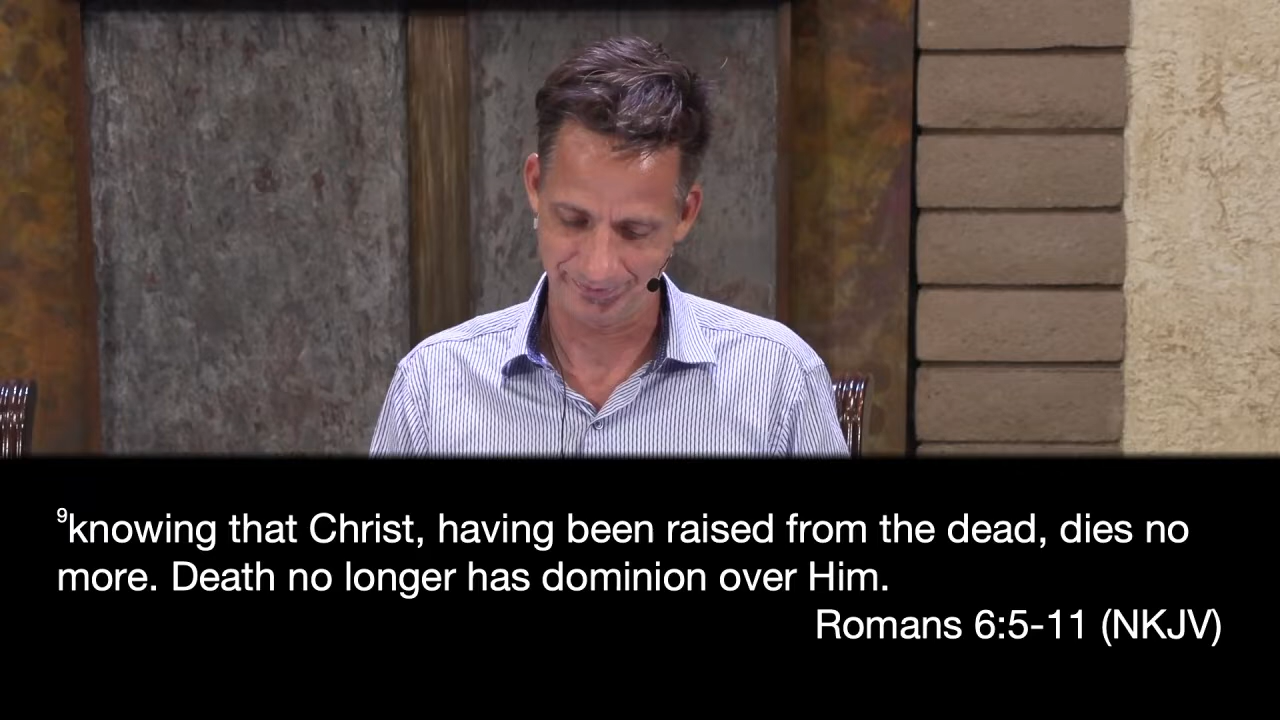 ⁹knowing that Christ, having been raised from the dead, dies no
more. Death no longer has dominion over Him.
Romans 6:5-11 (NKJV)